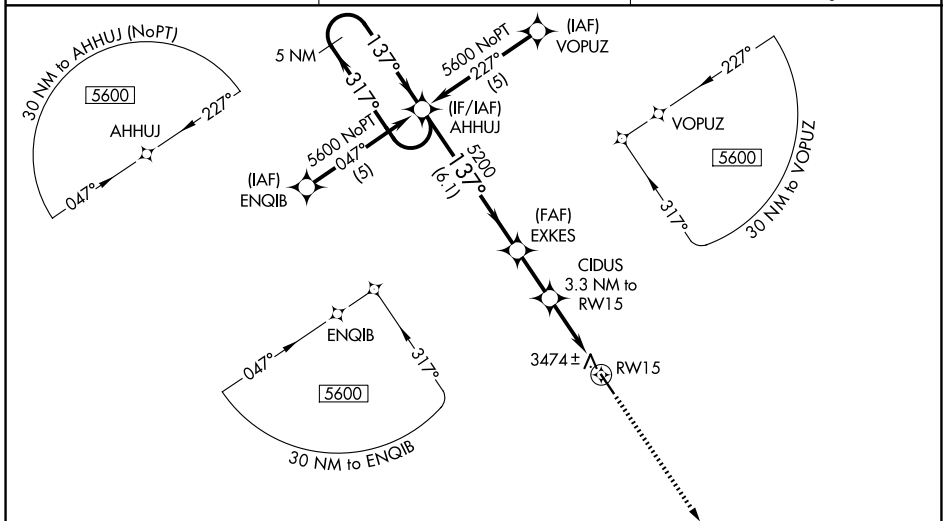 30 NM to AHHUJ (NoPT)
5600
227°
AHHUJ
047°
5 NM
137°
317°
(IAF)
VOPUZ
5600 NoPT
227°
(5)
(IF/IAF)
AHHUJ
5600 NoPT
047°
(5)
(IAF)
ENQIB
5200
137°
(6.1)
(FAF)
EXKES
CIDUS
3.3 NM to
RW15
3474±
RW15
227°
VOPUZ
5600
317°
30 NM to VOPUZ
ENQIB
047°
317°
5600
30 NM to ENQIB